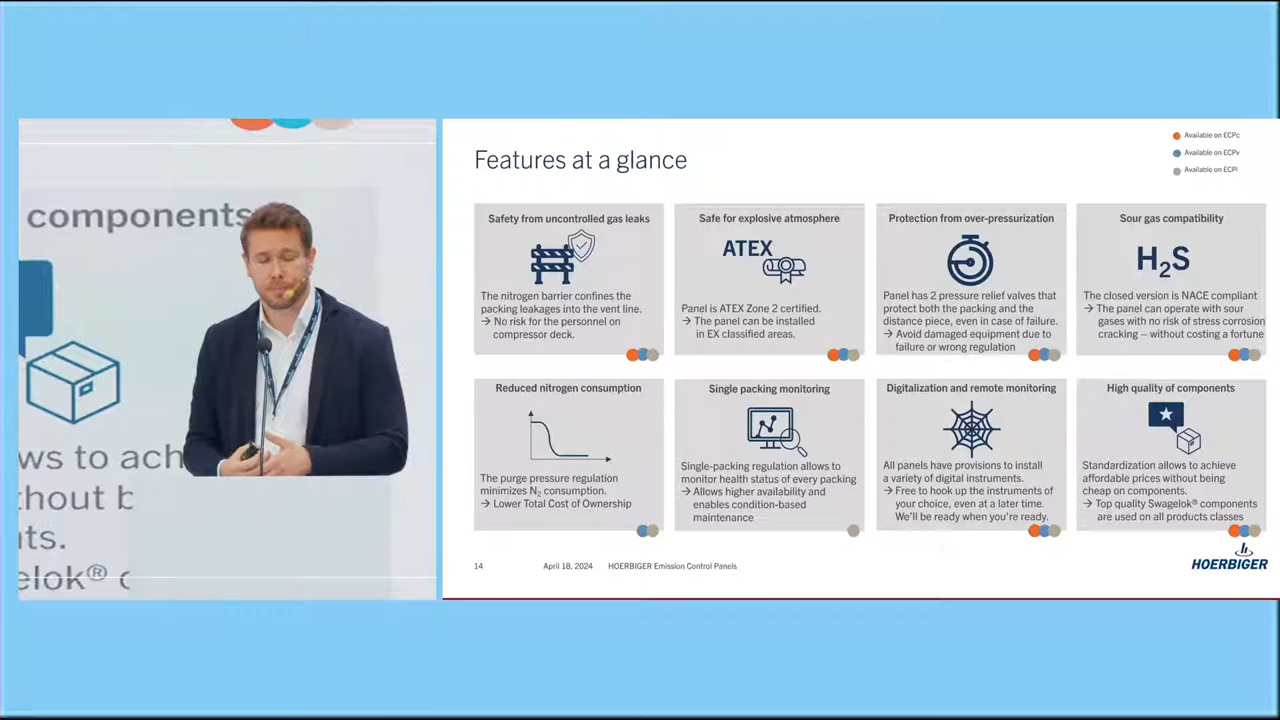 components
ws to ach
thout b
ts.
elok® c
Features at a glance
Available on ECPc
Available on ECPv
Available on ECPi
Safety from uncontrolled gas leaks
The nitrogen barrier confines the
packing leakages into the vent line.
→ No risk for the personnel on
compressor deck.
Safe for explosive atmosphere
ATEX
Panel is ATEX Zone 2 certified.
→ The panel can be installed
in EX classified areas.
Protection from over-pressurization
Panel has 2 pressure relief valves that
protect both the packing and the
distance piece, even in case of failure.
→ Avoid damaged equipment due to
failure or wrong regulation
Sour gas compatibility
H₂S
The closed version is NACE compliant
→ The panel can operate with sour
gases with no risk of stress corrosion
cracking – without costing a fortune
Reduced nitrogen consumption
The purge pressure regulation
minimizes N₂ consumption.
→ Lower Total Cost of Ownership
Single packing monitoring
Single-packing regulation allows to
monitor health status of every packing
→ Allows higher availability and
enables condition-based
maintenance
Digitalization and remote monitoring
All panels have provisions to install
a variety of digital instruments.
→ Free to hook up the instruments of
your choice, even at a later time.
We'll be ready when you're ready.
High quality of components
Standardization allows to achieve
affordable prices without being
cheap on components.
→ Top quality Swagelok® components
are used on all products classes
14 April 18, 2024 HOERBIGER Emission Control Panels
HOERBIGER